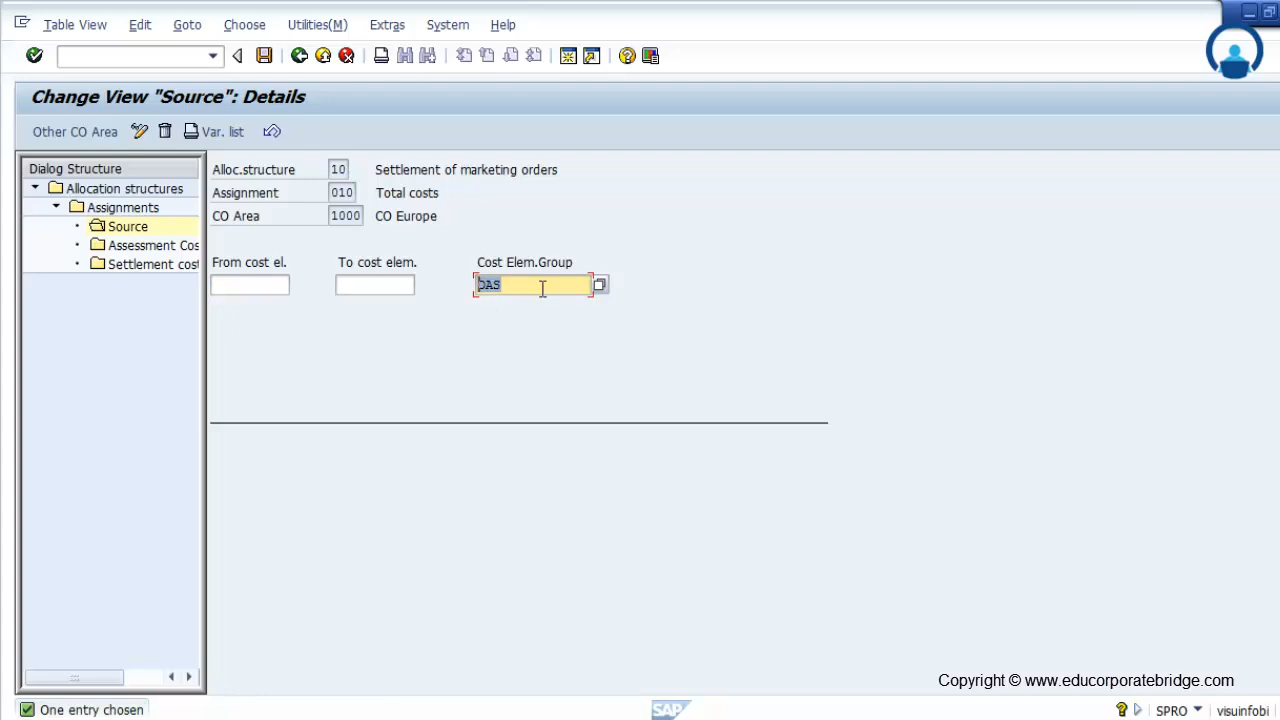 Table View Edit Goto Choose Utilities(M) Extras System Help
Change View "Source": Details
Other CO Area Var. list
Dialog Structure
Allocation structures
Assignments
Source
Assessment Cos
Settlement cost
Alloc.structure 10 Settlement of marketing orders
Assignment 010 Total costs
CO Area 1000 CO Europe
From cost el. To cost elem. Cost Elem.Group
OAS
Copyright © www.educorporatebridge.com
One entry chosen SAP SPRO visuinfobi